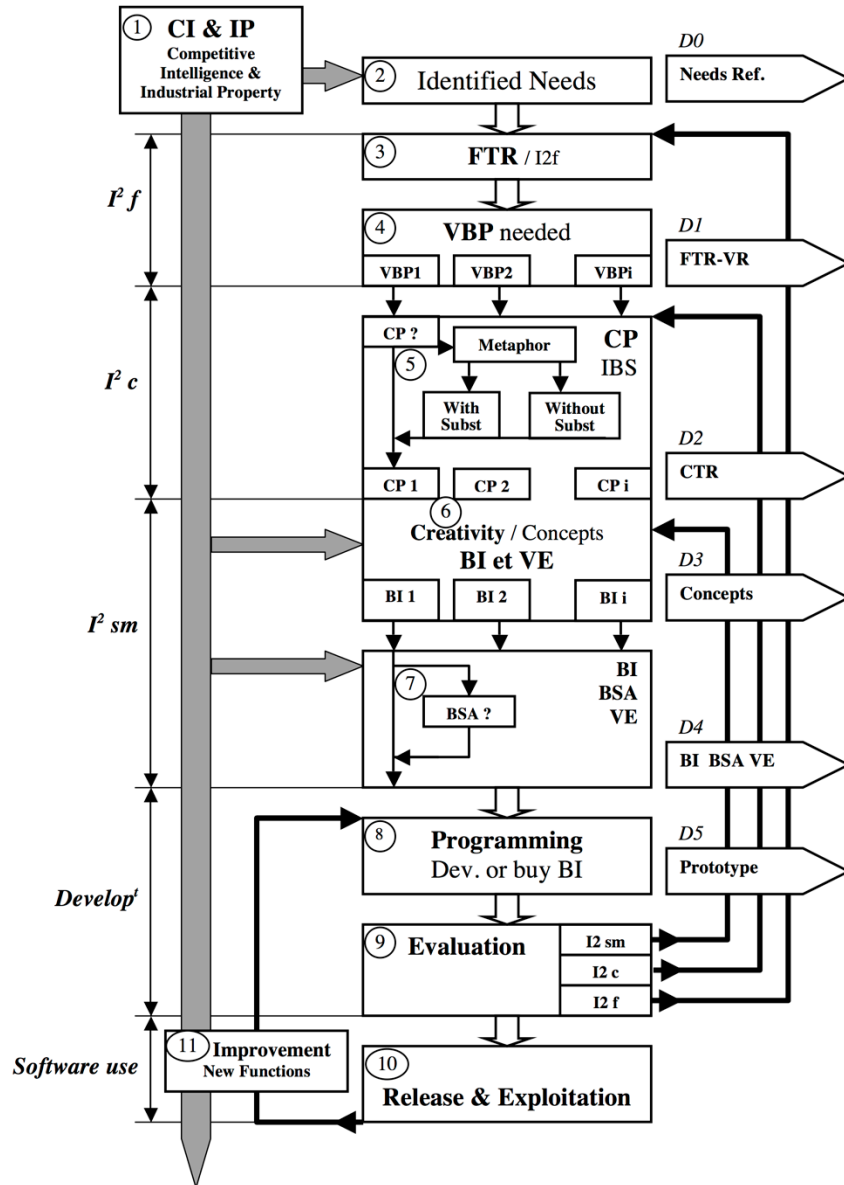 1
CI & IP
Competitive
Intelligence &
Industrial Property
D0
2
Identified Needs
Needs Ref.
3
FTR / I2f
I² f
4
VBP needed
D1
FTR-VR
VBP1
VBP2
VBPi
CP ?
Metaphor
CP
IBS
5
I² c
With
Subst
Without
Subst
D2
CTR
CP 1
CP 2
CP i
6
Creativity / Concepts
BI et VE
D3
Concepts
BI 1
BI 2
BI i
I² sm
7
BSA ?
BI
BSA
VE
D4
BI BSA VE
8
Programming
Dev. or buy BI
D5
Prototype
Developᵗ
9
Evaluation
I2 sm
I2 c
I2 f
11
Improvement
New Functions
Software use
10
Release & Exploitation